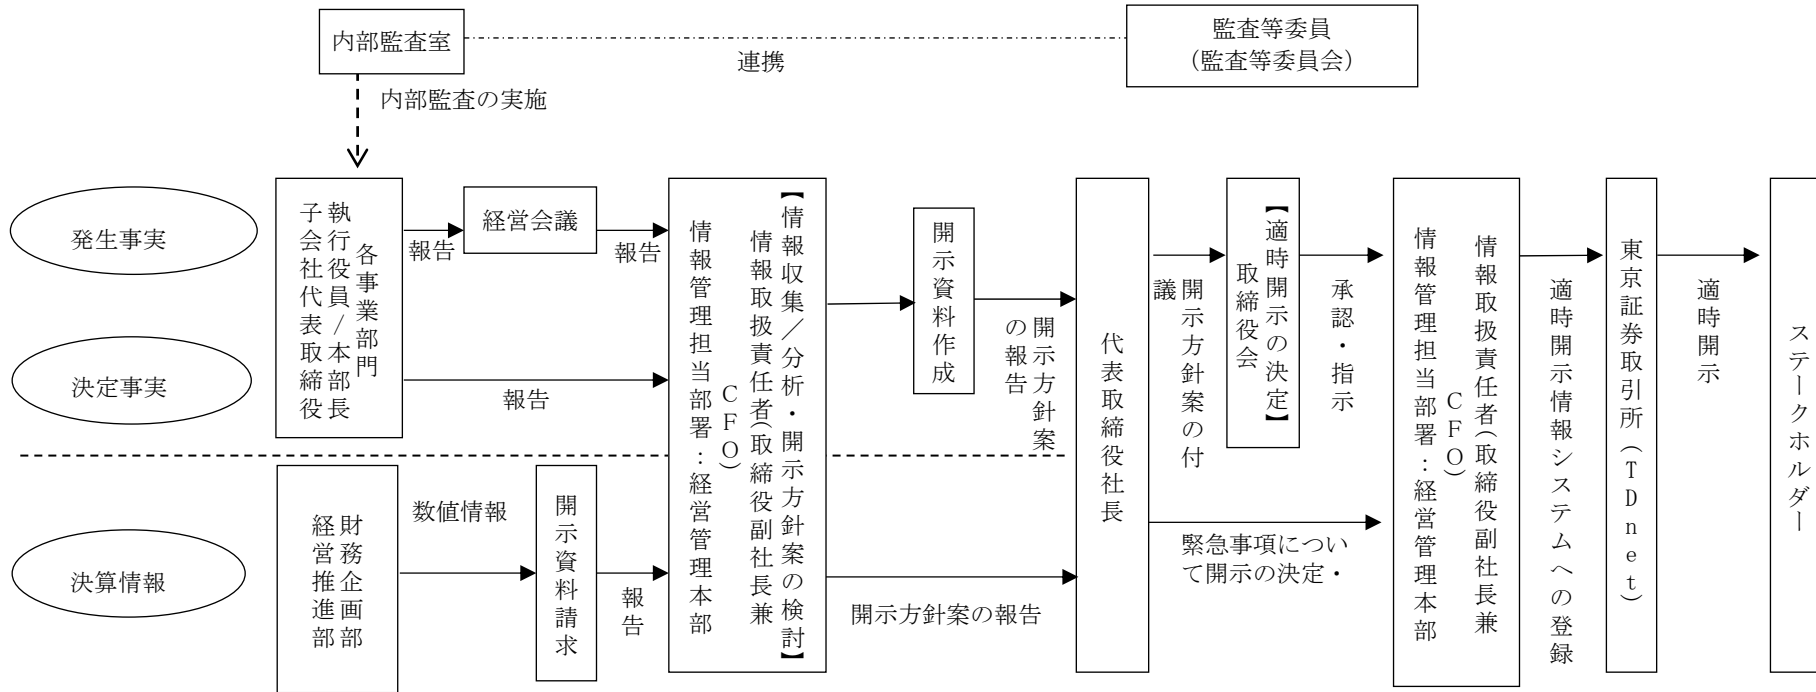 内部監査室
連携
監査等委員
(監査等委員会)
内部監査の実施
発生事実
決定事実
各事業部門
執行役員/本部長
子会社代表取締役
報告
経営会議
報告
報告
【情報収集/分析・開示方針案の検討】
情報取扱責任者(取締役副社長兼
CFO)
情報管理担当部署:経営管理本部
開示資料作成
開示方針案
の報告
代表取締役社長
開示方針案の付
議
【適時開示の決定】
取締役会
承認・指示
情報取扱責任者(取締役副社長兼
CFO)
情報管理担当部署:経営管理本部
適時開示情報システムへの登録
東京証券取引所(TDnet)
適時開示
ステークホルダー
決算情報
財務企画部
経営推進部
数値情報
開示資料請求
報告
開示方針案の報告
緊急事項につい
て開示の決定・